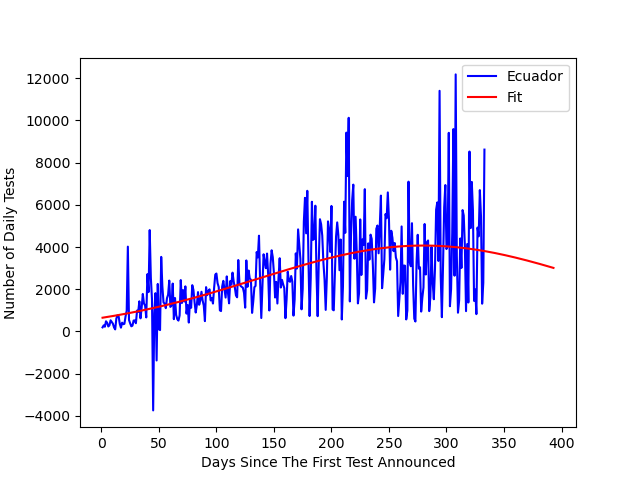 Ecuador
Fit
12000
10000
8000
6000
4000
2000
0
−2000
−4000
Number of Daily Tests
0 50 100 150 200 250 300 350 400
Days Since The First Test Announced